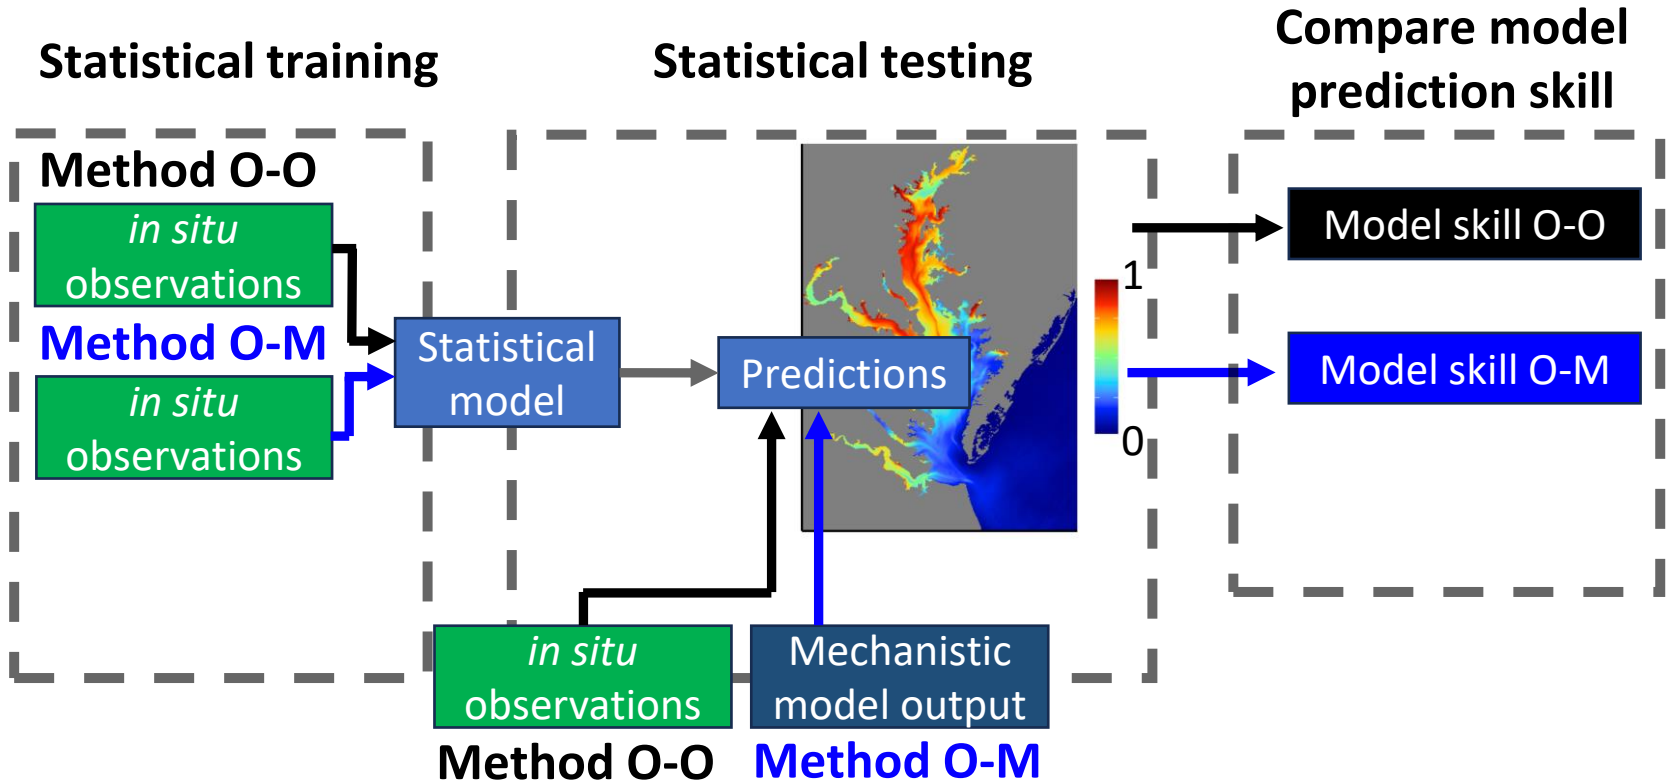 Statistical training
Statistical testing
Compare model
prediction skill
Method O-O
in situ
observations
Method O-M
in situ
observations
Statistical
model
Predictions
1
0
in situ
observations
Method O-O
Mechanistic
model output
Method O-M
Model skill O-O
Model skill O-M